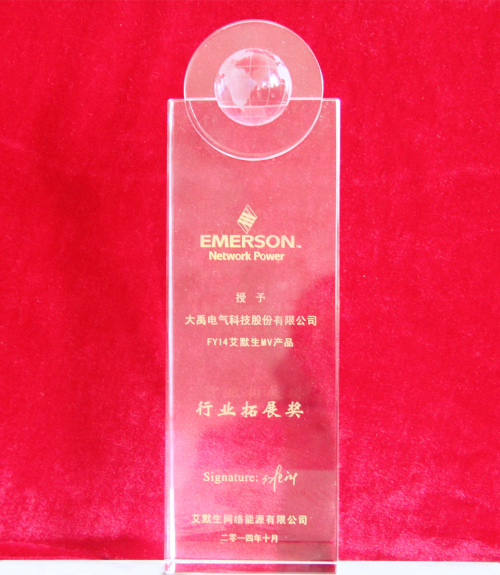 EMERSON™
Network Power
授 予
大禹电气科技股份有限公司
FY14艾默生MV产品
行业拓展奖
Signature:
艾默生网络能源有限公司
二零一四年十月